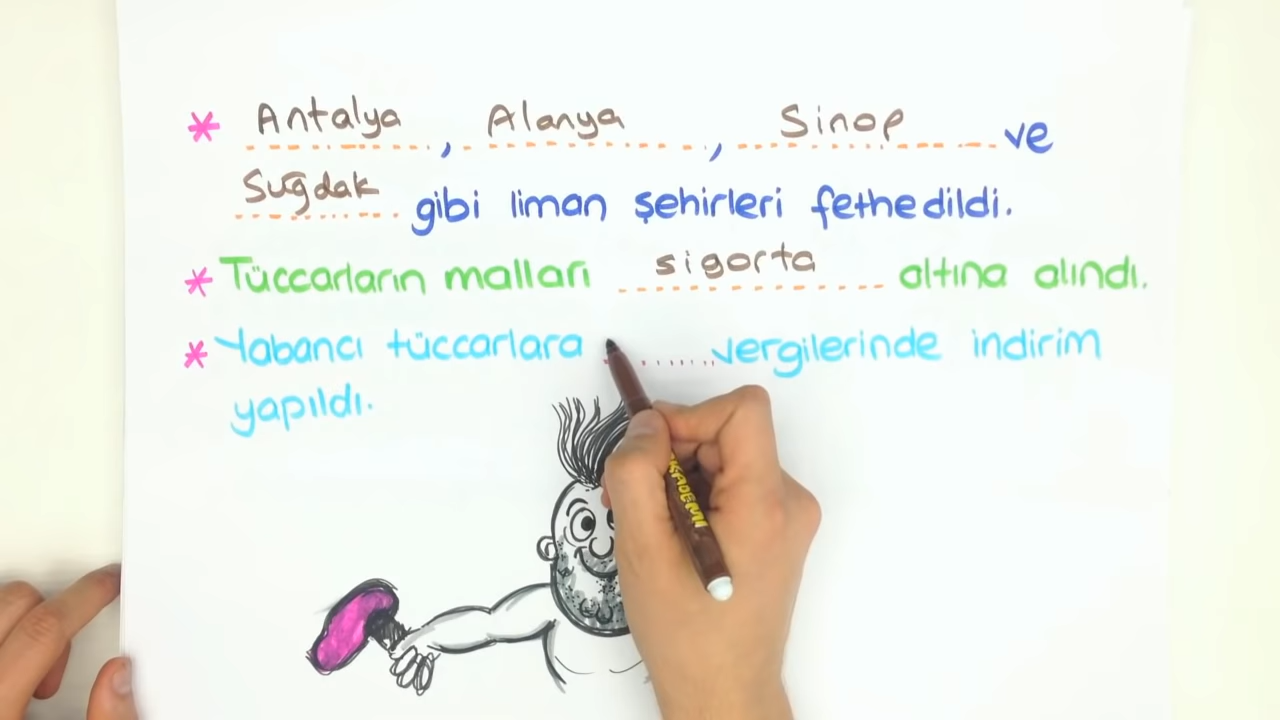 * Antalya, Alanya, Sinop ve
Suğdak gibi liman şehirleri fethedildi.
* Tüccarların malları sigorta altına alındı.
* Yabancı tüccarlara ........ vergilerinde indirim
yapıldı.
KADEMİ